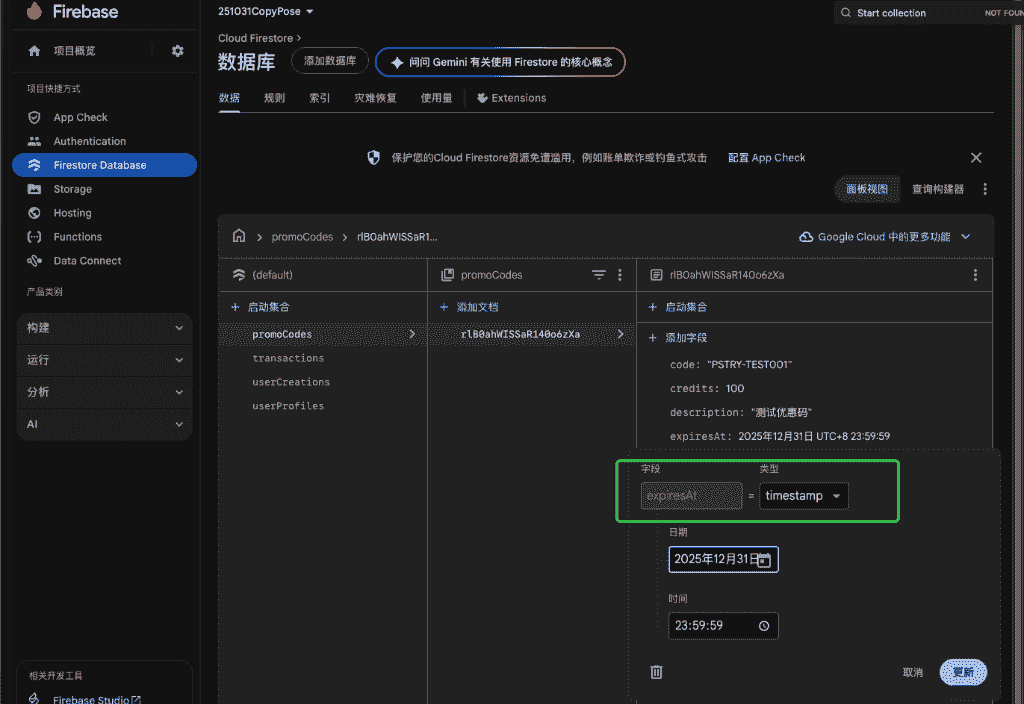 Firebase
251031CopyPose
Start collection
NOT FOUN
项目概览
Cloud Firestore
数据库
添加数据库
问问 Gemini 有关使用 Firestore 的核心概念
项目快捷方式
数据
规则
索引
灾难恢复
使用量
Extensions
App Check
Authentication
Firestore Database
Storage
Hosting
Functions
Data Connect
保护您的Cloud Firestore资源免遭滥用，例如账单欺诈或钓鱼式攻击
配置 App Check
面板视图
查询构建器
产品类别
构建
运行
分析
AI
promoCodes
rlB0ahWISSaR1...
Google Cloud 中的更多功能
(default)
promoCodes
rlB0ahWISSaR140o6zXa
启动集合
添加文档
启动集合
promoCodes
rlB0ahWISSaR140o6zXa
添加字段
transactions
userCreations
userProfiles
code: "PSTRY-TEST001"
credits: 100
description: "测试优惠码"
expiresAt: 2025年12月31日 UTC+8 23:59:59
字段
类型
expiresAt
=
timestamp
日期
2025年12月31日
时间
23:59:59
取消
更新
相关开发工具
Firebase Studio